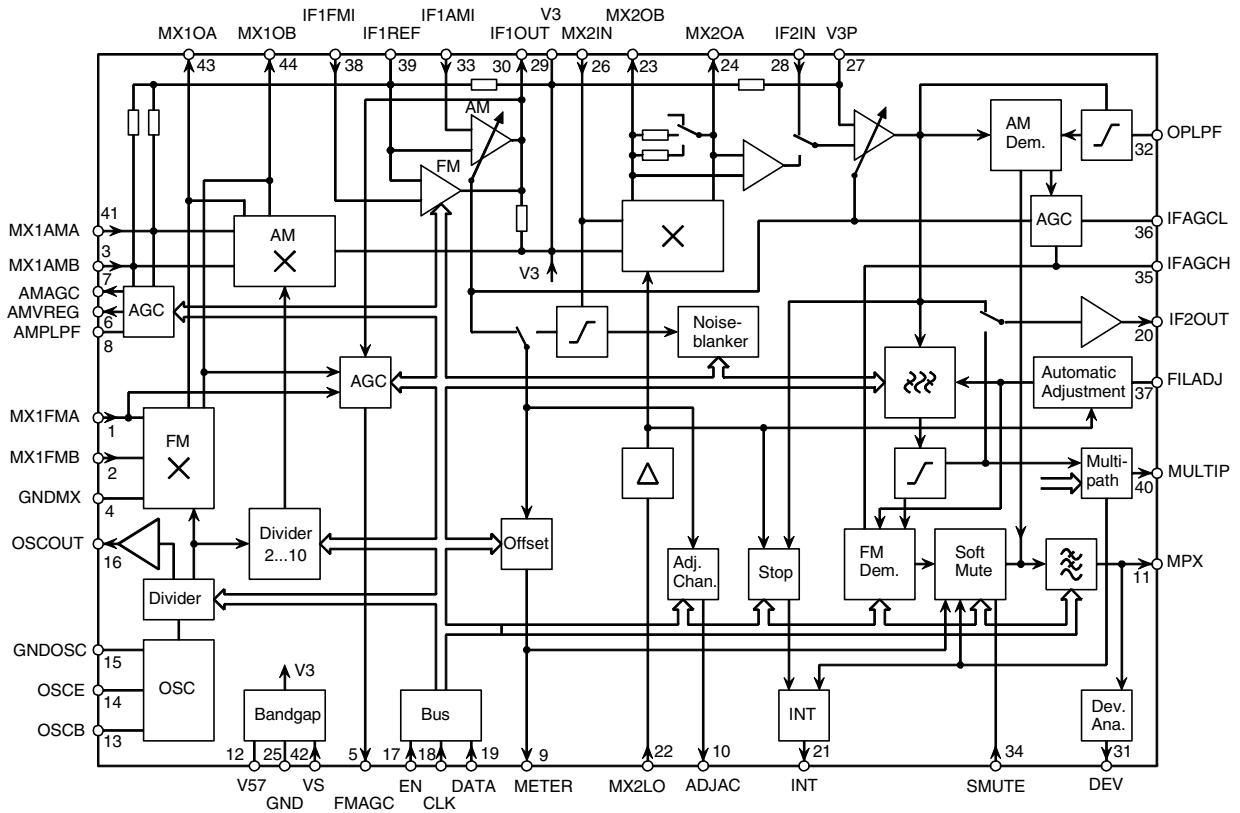 IF1FMI IF1AMI V3 MX2OB
MX1OA MX1OB IF1REF IF1OUT MX2IN MX2OA IF2IN V3P
43 44 38 39 33 30 29 26 23 24 28 27
AM
FM
AM
Dem.
OPLPF
32
41
MX1AMA
3
MX1AMB
7
AMAGC
AMVREG
6
AMPLPF
8
AGC
AM
V3
AGC
IFAGCL
36
IFAGCH
35
IF2OUT
20
Noise-
blanker
AGC
Automatic
Adjustment
FILADJ
37
MX1FMA
1
FM
MX1FMB
2
GNDMX
4
Multi-
path
MULTIP
40
OSCOUT
16
Divider
2...10
Offset
Adj.
Chan.
Stop
FM
Dem.
Soft
Mute
MPX
11
Divider
GNDOSC
15
OSCE
14
OSCB
13
OSC
V3
Bandgap
Bus
INT
Dev.
Ana.
12 25 42 5 17 18 19 9 22 10 21 34 31
V57 VS EN DATA METER MX2LO ADJAC INT SMUTE DEV
GND FMAGC CLK